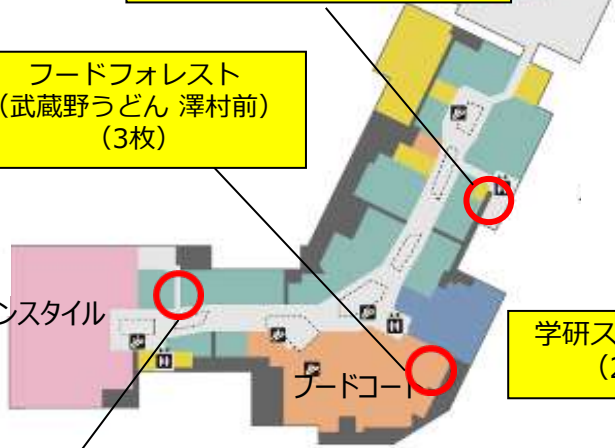 フードフォレスト
（武蔵野うどん 澤村前）
（3枚）
ンスタイル
フードコート
学研ス
（2